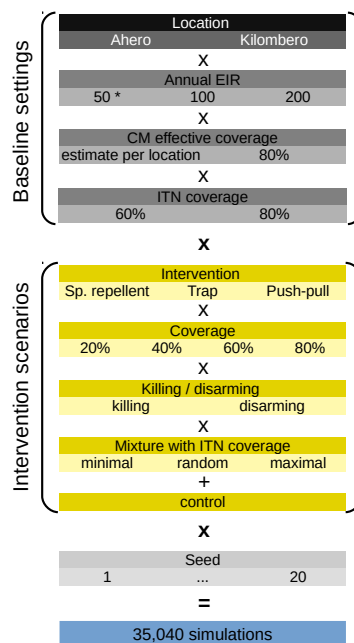 Baseline settings
Location
Ahero Kilombero
x
Annual EIR
50 * 100 200
x
CM effective coverage
estimate per location 80%
x
ITN coverage
60% 80%
x
Intervention scenarios
Intervention
Sp. repellent Trap Push-pull
x
Coverage
20% 40% 60% 80%
x
Killing / disarming
killing disarming
x
Mixture with ITN coverage
minimal random maximal
+
control
x
Seed
1 ... 20
=
35,040 simulations